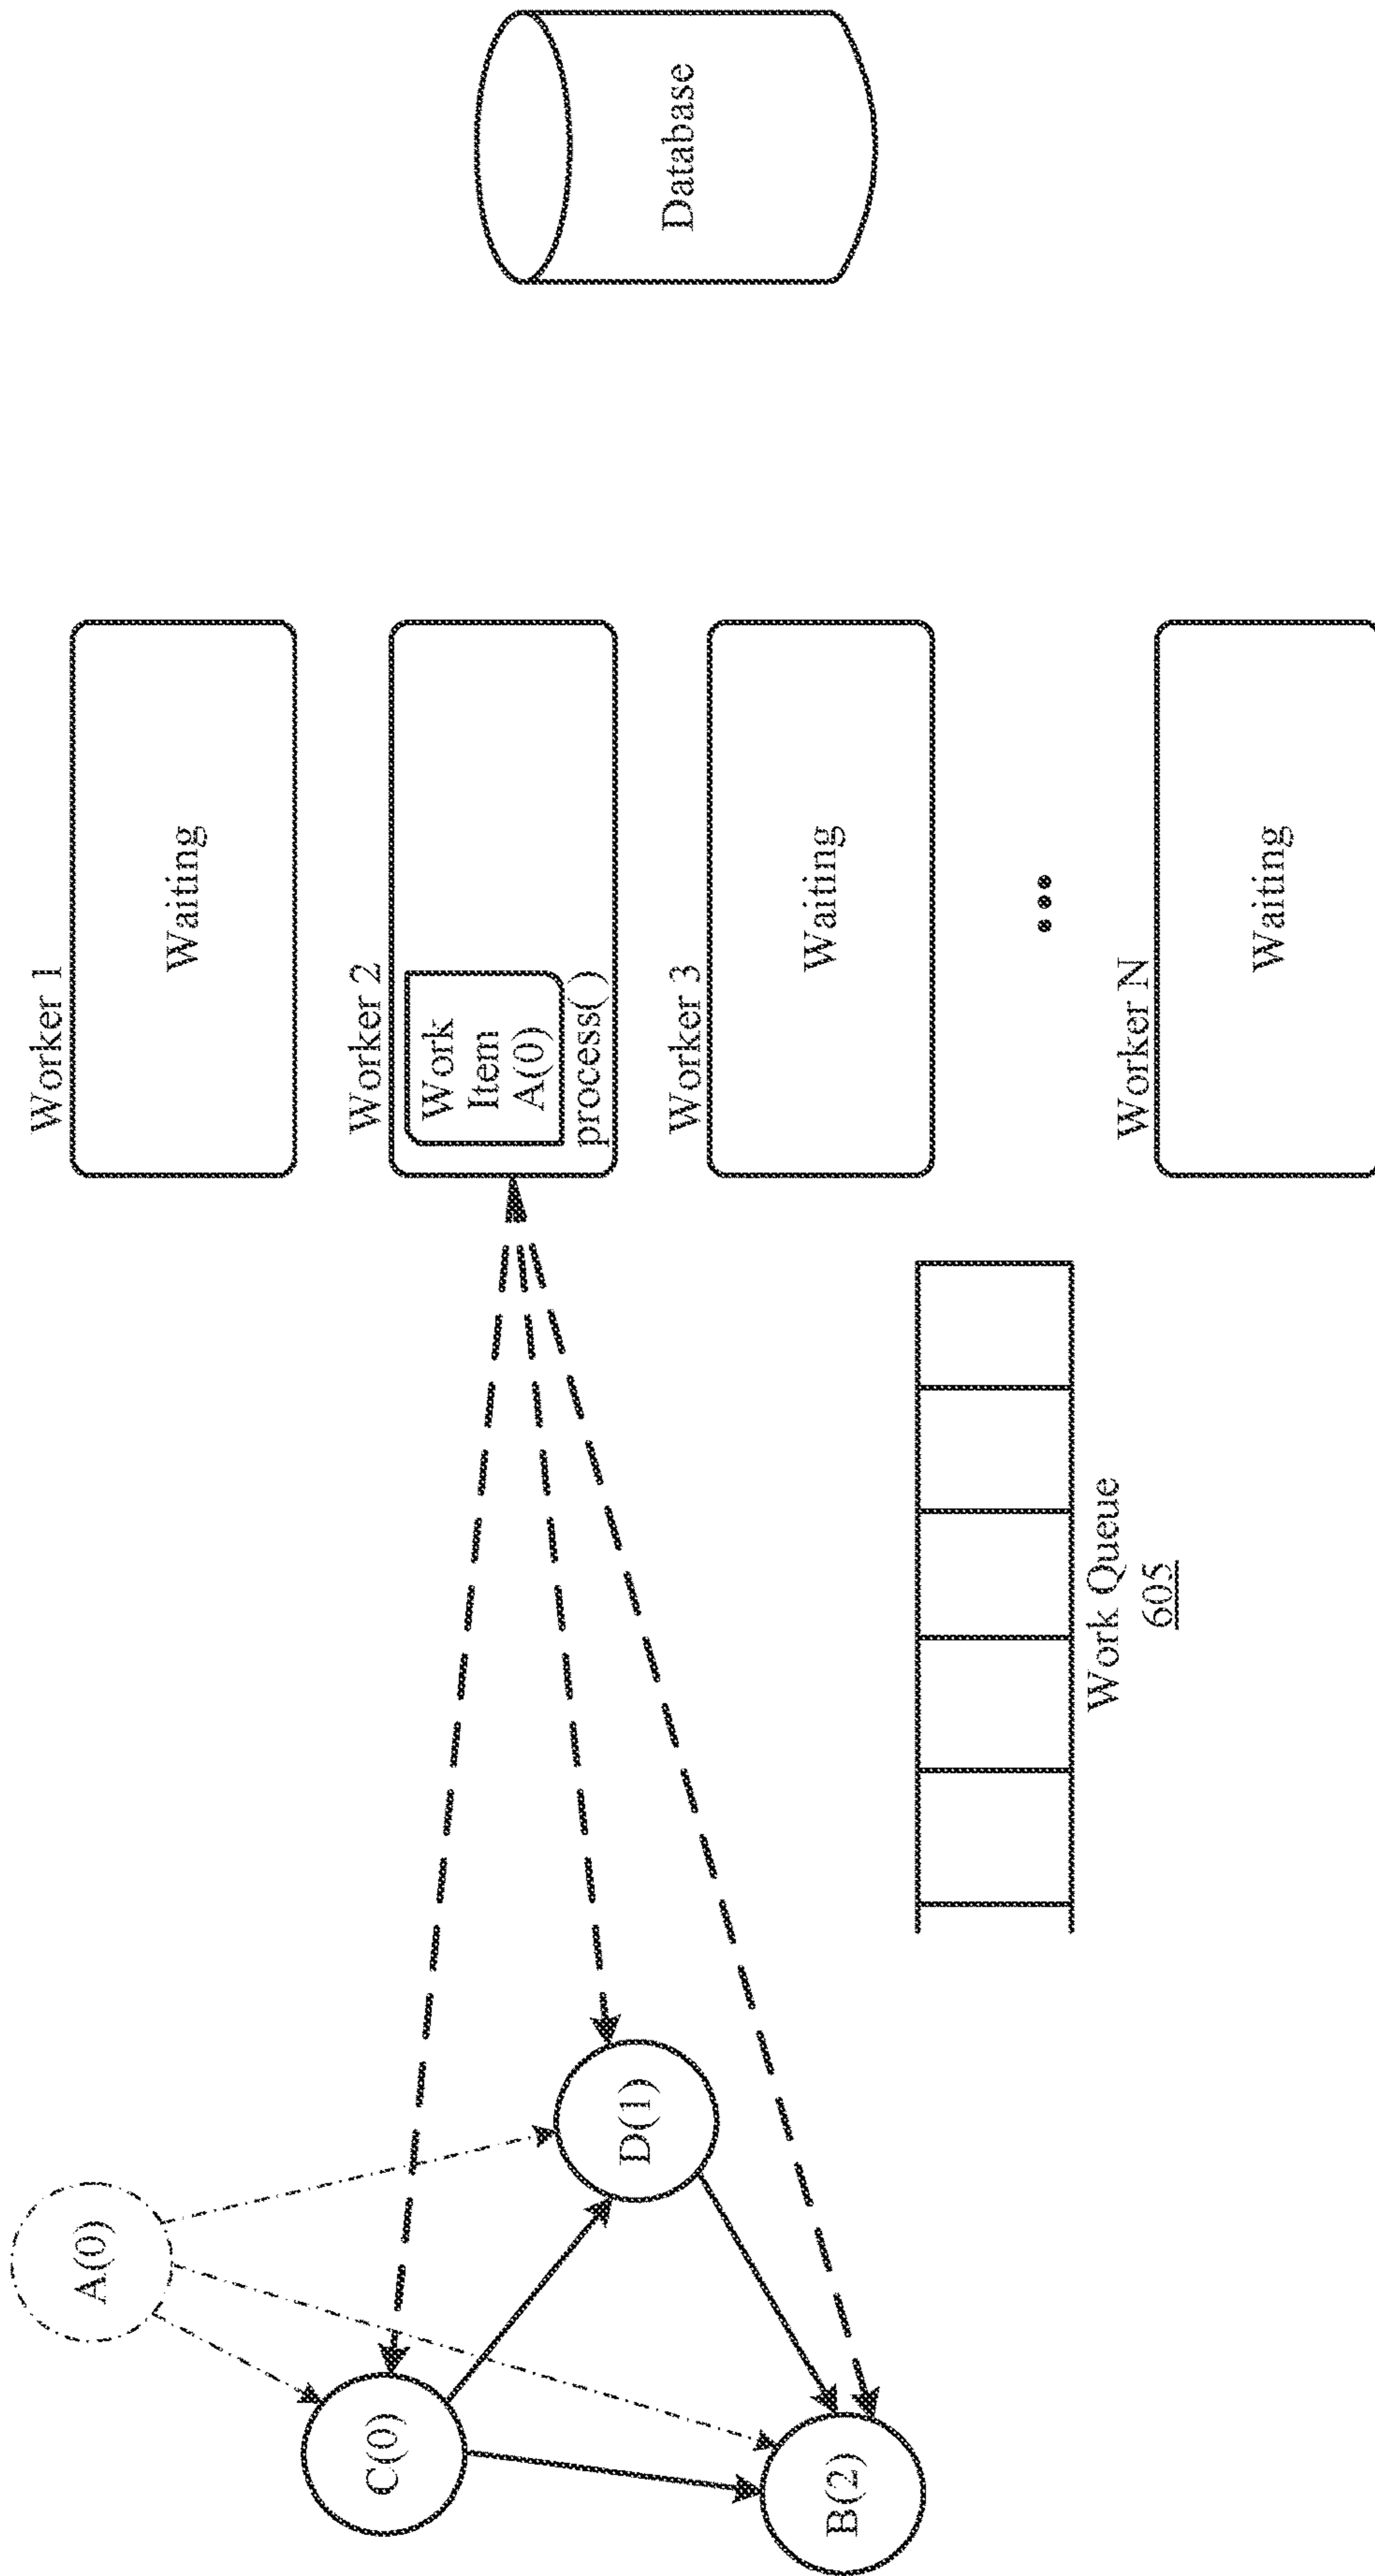 A(0)
C(0)
D(1)
B(2)
Work Queue
605
Worker 1
Waiting
Worker 2
Work
Item
A(0)
process()
Worker 3
Waiting
Worker N
Waiting
Database